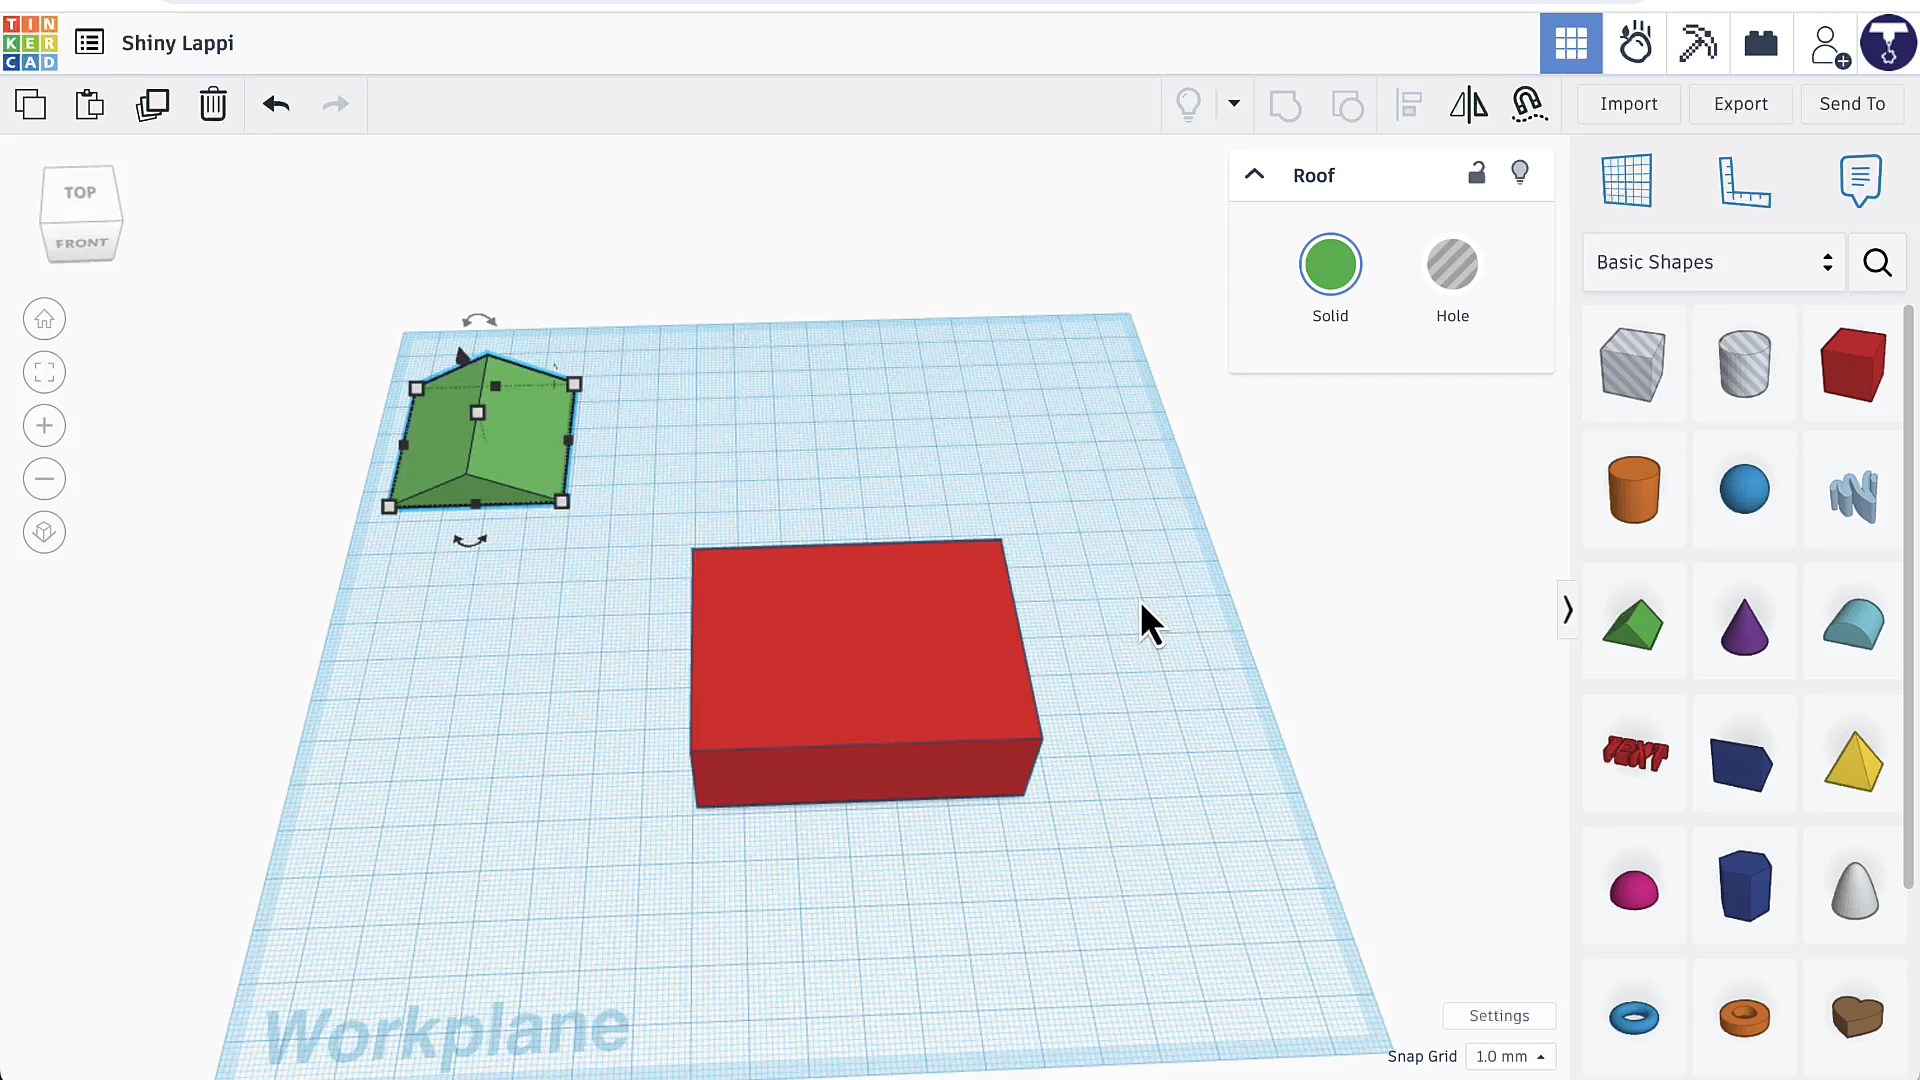 TIN
KER
CAD
Shiny Lappi
Import
Export
Send To
TOP
FRONT
Roof
Solid
Hole
Basic Shapes
TEXT
Workplane
Settings
Snap Grid
1.0 mm